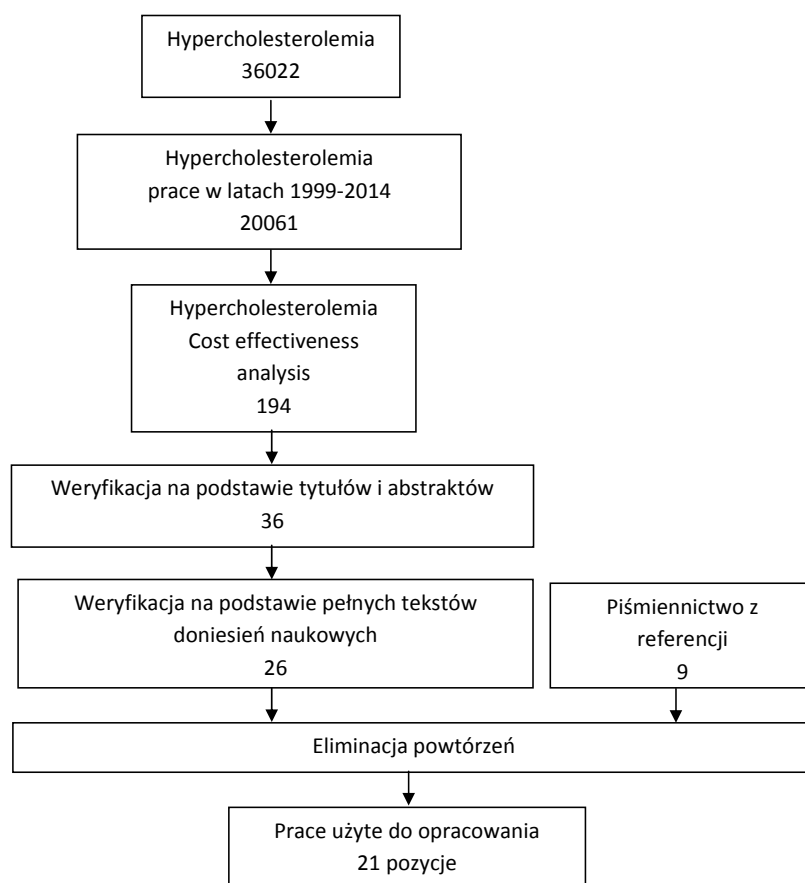 Hypercholesterolemia
36022
Hypercholesterolemia
prace w latach 1999-2014
20061
Hypercholesterolemia
Cost effectiveness
analysis
194
Weryfikacja na podstawie tytułów i abstraktów
36
Weryfikacja na podstawie pełnych tekstów
doniesień naukowych
26
Piśmiennictwo z
referencji
9
Eliminacja powtórzeń
Prace użyte do opracowania
21 pozycje